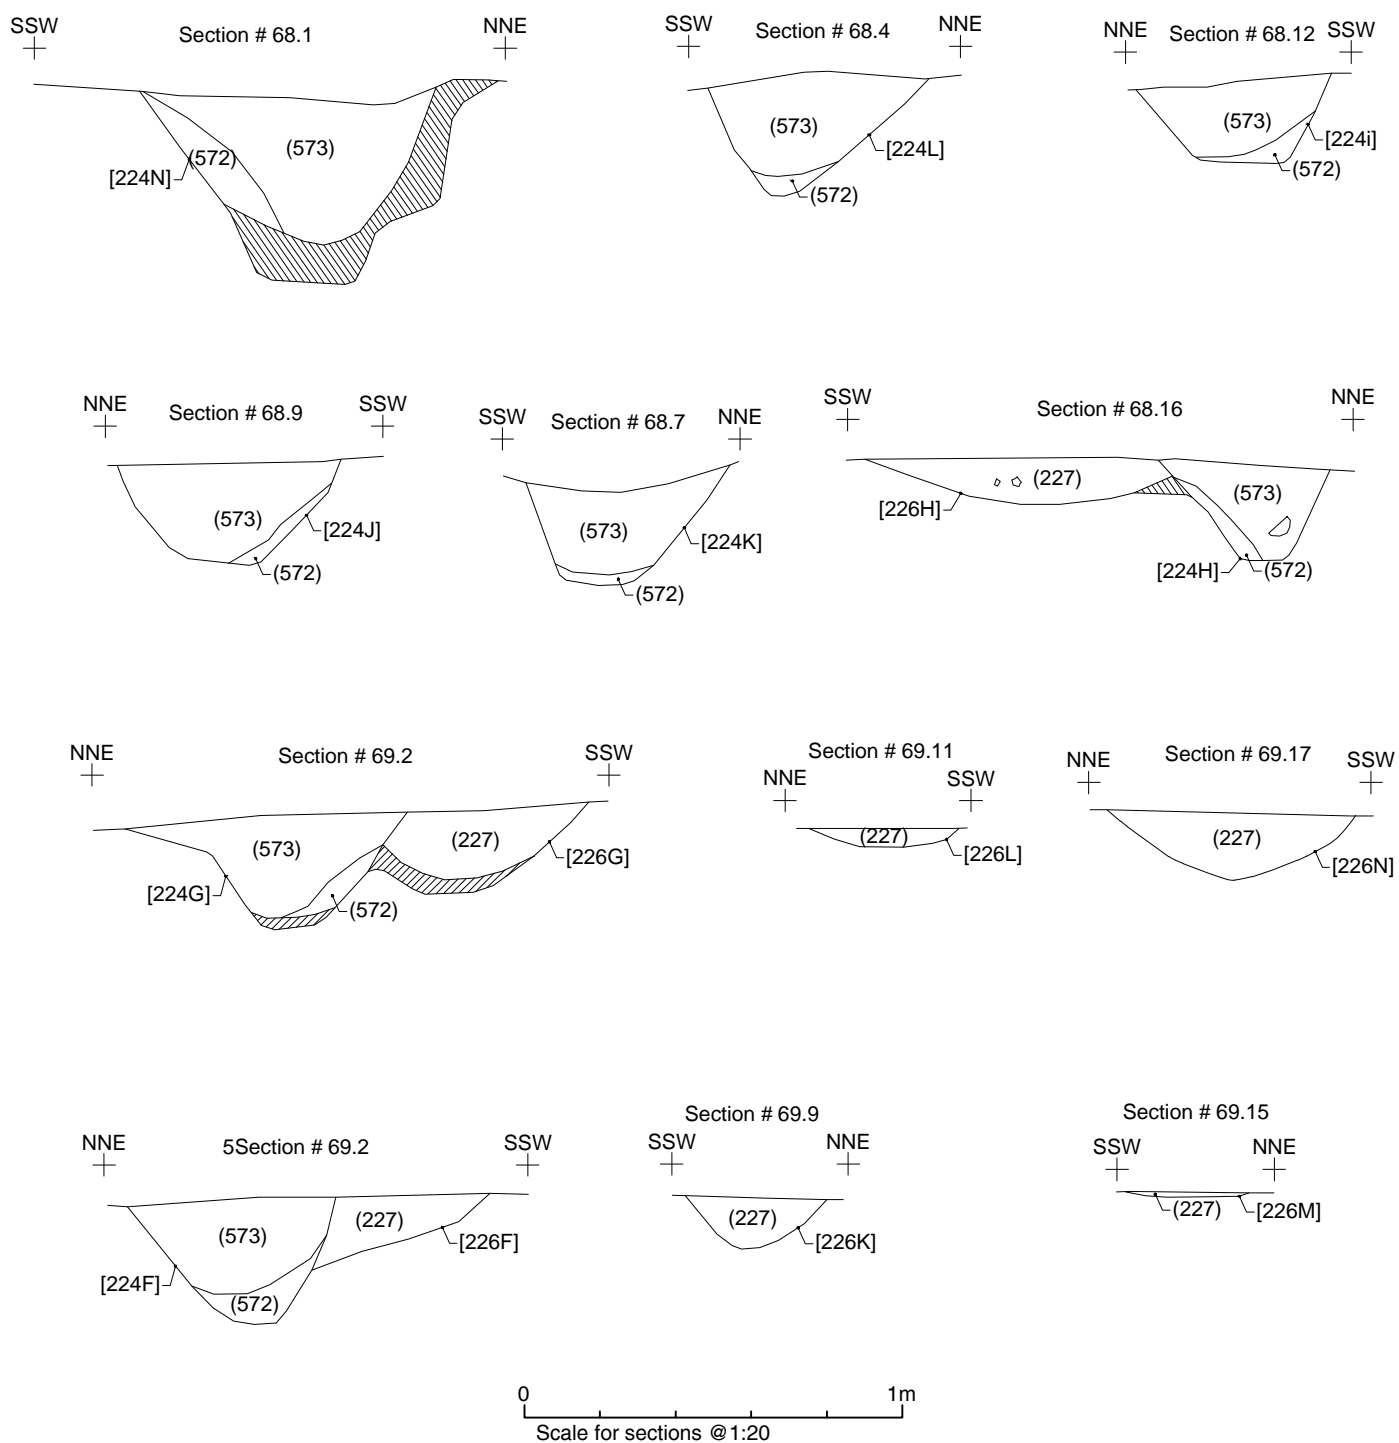 SSW Section # 68.1 NNE
(572) (573)
[224N]
SSW Section # 68.4 NNE
(573)
[224L]
(572)
NNE Section # 68.12 SSW
(573)
[224i]
(572)
NNE Section # 68.9 SSW
(573)
[224J]
(572)
SSW Section # 68.7 NNE
(573)
[224K]
(572)
SSW Section # 68.16 NNE
(227)
(573)
[226H]
[224H]
(572)
NNE Section # 69.2 SSW
(573) (227)
[226G]
[224G]
(572)
NNE Section # 69.11 SSW
(227)
[226L]
NNE Section # 69.17 SSW
(227)
[226N]
NNE 5Section # 69.2 SSW
(573) (227)
[226F]
[224F]
(572)
Section # 69.9
SSW NNE
(227)
[226K]
Section # 69.15
SSW NNE
(227) [226M]
0 1m
Scale for sections @1:20